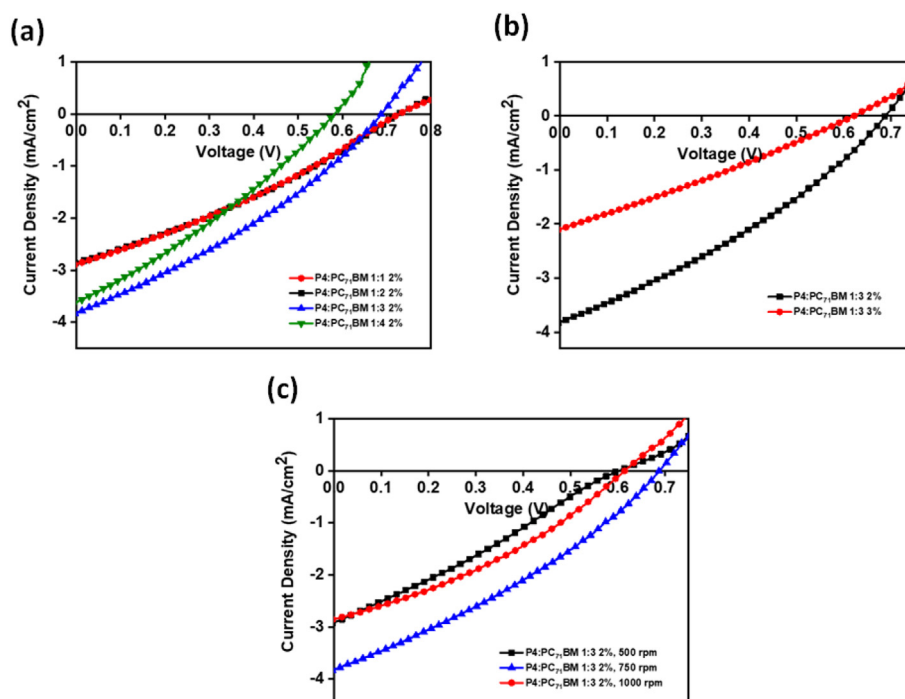 (a)
1
0
-1
-2
-3
-4
0.0 0.1 0.2 0.3 0.4 0.5 0.6 0.7 0.8
Voltage (V)
Current Density (mA/cm²)
P4:PC₇₁BM 1:1 2%
P4:PC₇₁BM 1:2 2%
P4:PC₇₁BM 1:3 2%
P4:PC₇₁BM 1:4 2%
(b)
1
0
-1
-2
-3
-4
0.0 0.1 0.2 0.3 0.4 0.5 0.6 0.7
Voltage (V)
Current Density (mA/cm²)
P4:PC₇₁BM 1:3 2%
P4:PC₇₁BM 1:3 3%
(c)
1
0
-1
-2
-3
-4
0.0 0.1 0.2 0.3 0.4 0.5 0.6 0.7
Voltage (V)
Current Density (mA/cm²)
P4:PC₇₁BM 1:3 2%, 500 rpm
P4:PC₇₁BM 1:3 2%, 750 rpm
P4:PC₇₁BM 1:3 2%, 1000 rpm